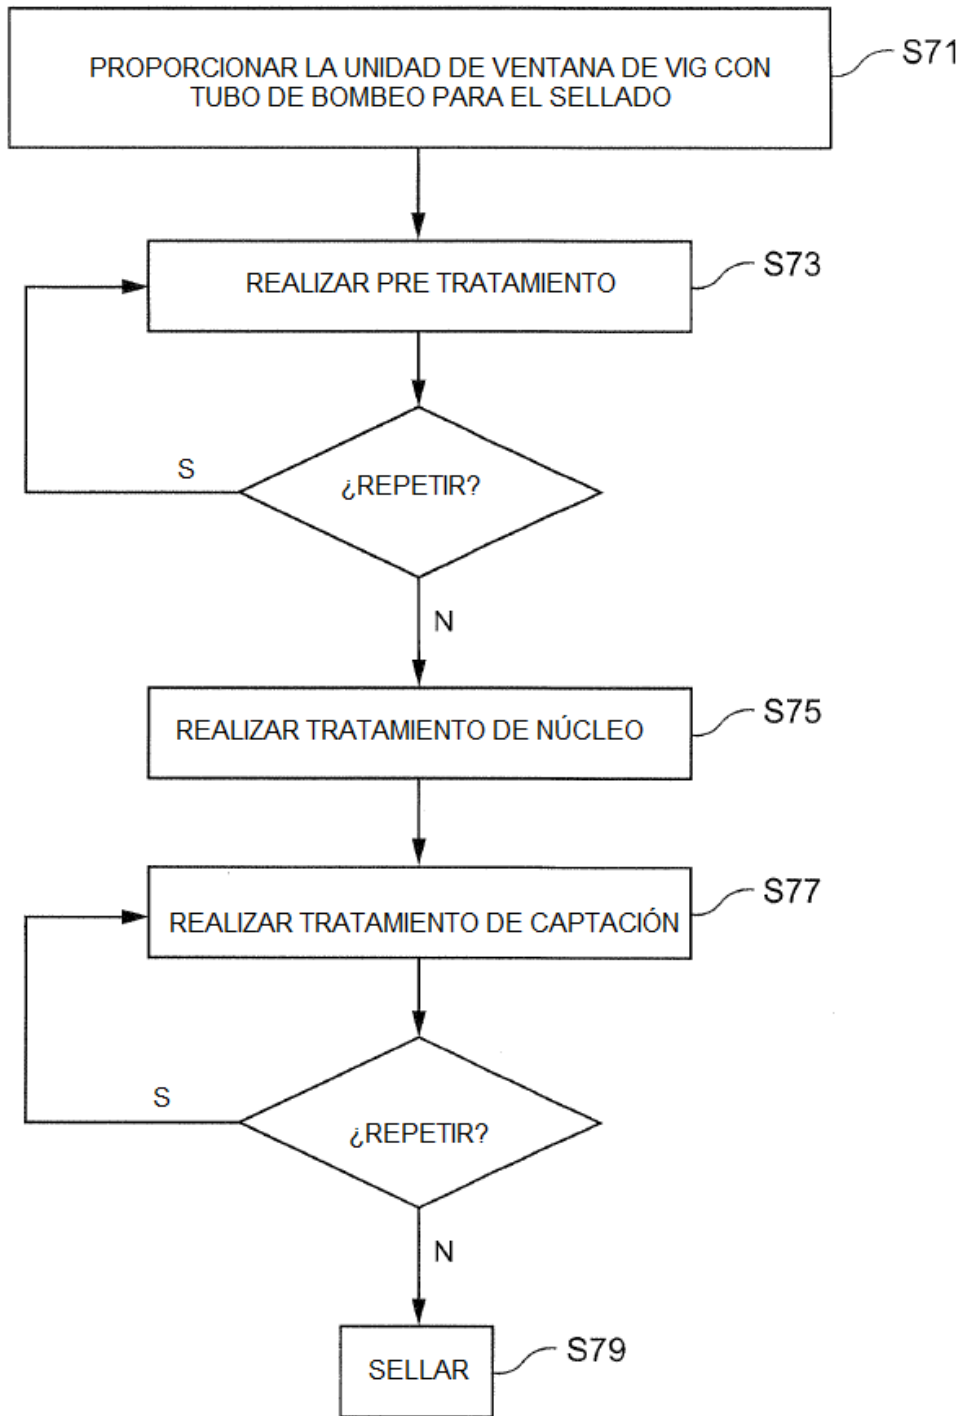 PROPORCIONAR LA UNIDAD DE VENTANA DE VIG CON
TUBO DE BOMBEO PARA EL SELLADO
S71
REALIZAR PRE TRATAMIENTO
S73
¿REPETIR?
S
N
REALIZAR TRATAMIENTO DE NÚCLEO
S75
REALIZAR TRATAMIENTO DE CAPTACIÓN
S77
¿REPETIR?
S
N
SELLAR
S79